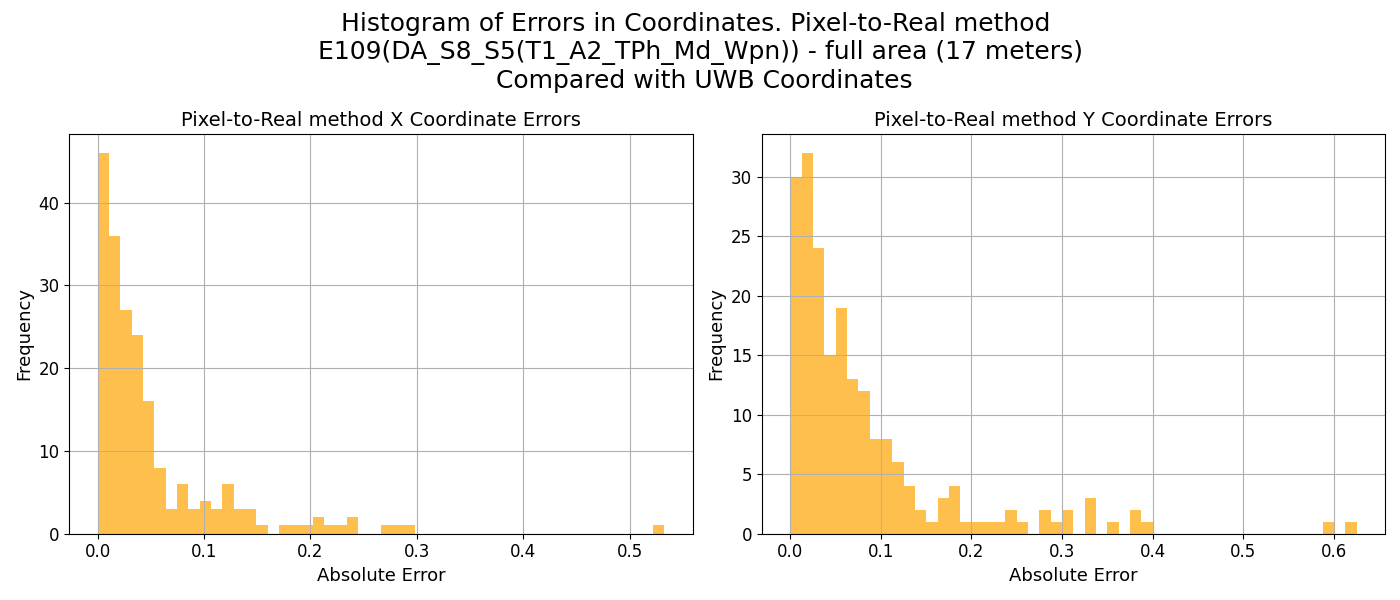 Histogram of Errors in Coordinates. Pixel-to-Real method
E109(DA_S8_S5(T1_A2_TPh_Md_Wpn)) - full area (17 meters)
Compared with UWB Coordinates
Pixel-to-Real method X Coordinate Errors
Frequency
40
30
20
10
0
0.0 0.1 0.2 0.3 0.4 0.5
Absolute Error
Pixel-to-Real method Y Coordinate Errors
Frequency
30
25
20
15
10
5
0
0.0 0.1 0.2 0.3 0.4 0.5 0.6
Absolute Error